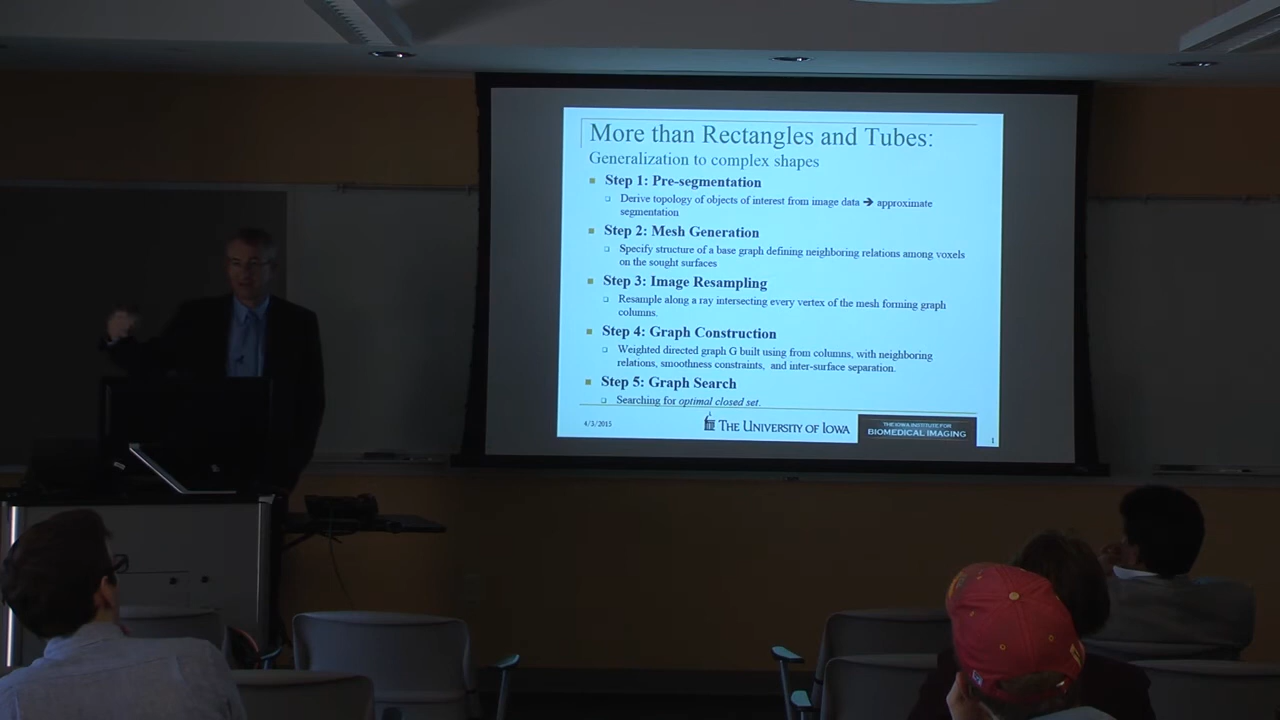 More than Rectangles and Tubes:
Generalization to complex shapes
Step 1: Pre-segmentation
Derive topology of objects of interest from image data ➔ approximate
segmentation
Step 2: Mesh Generation
Specify structure of a base graph defining neighboring relations among voxels
on the sought surfaces
Step 3: Image Resampling
Resample along a ray intersecting every vertex of the mesh forming graph
columns.
Step 4: Graph Construction
Weighted directed graph G built using from columns, with neighboring
relations, smoothness constraints, and inter-surface separation.
Step 5: Graph Search
Searching for optimal closed set.
4/3/2015
THE UNIVERSITY OF IOWA
THE IOWA INSTITUTE FOR
BIOMEDICAL IMAGING
1